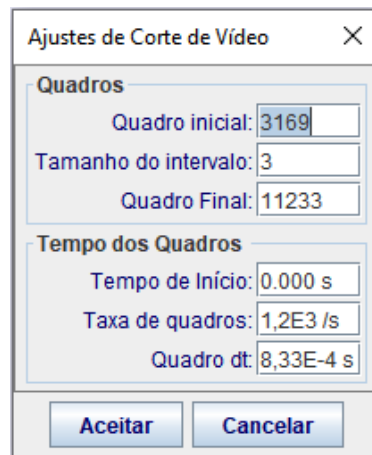 Ajustes de Corte de Vídeo
Quadros
Quadro inicial: 3169
Tamanho do intervalo: 3
Quadro Final: 11233
Tempo dos Quadros
Tempo de Início: 0.000 s
Taxa de quadros: 1,2E3 /s
Quadro dt: 8,33E-4 s
Aceitar Cancelar